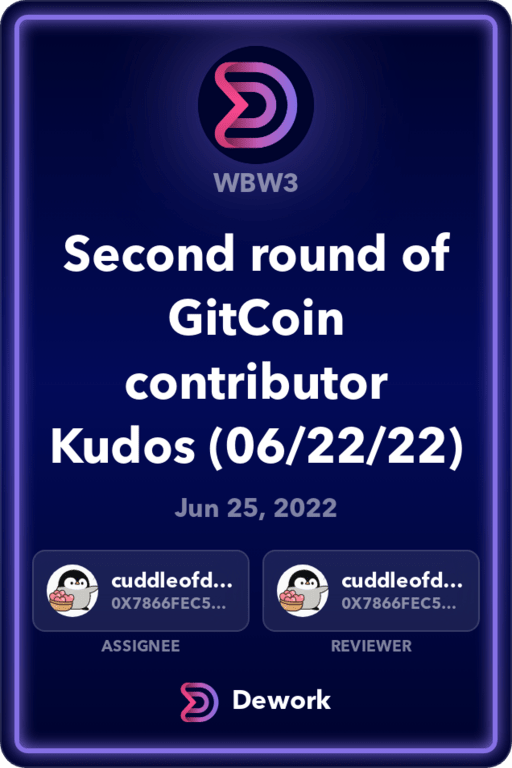 WBW3
Second round of
GitCoin
contributor
Kudos (06/22/22)
Jun 25, 2022
cuddleofd...
0X7866FEC5...
ASSIGNEE
cuddleofd...
0X7866FEC5...
REVIEWER
Dework